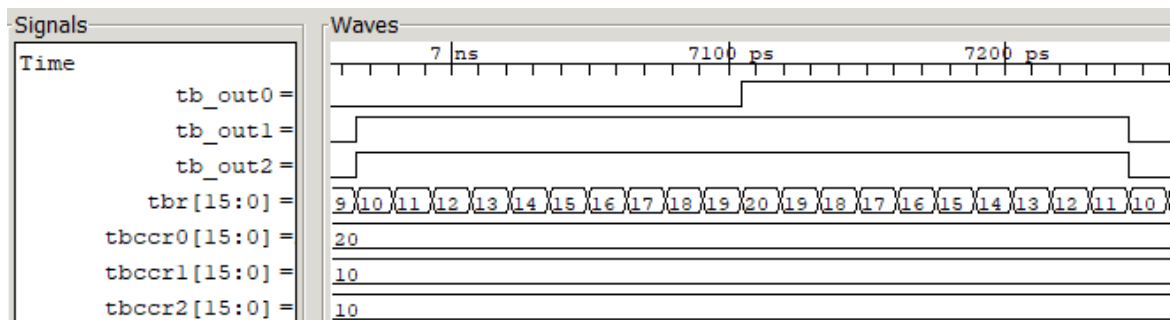 Signals
Waves
Time
7 ns 7100 ps 7200 ps
tb_out0=
tb_out1=
tb_out2=
tbr[15:0]= 9 10 11 12 13 14 15 16 17 18 19 20 19 18 17 16 15 14 13 12 11 10
tbccr0[15:0]= 20
tbccr1[15:0]= 10
tbccr2[15:0]= 10